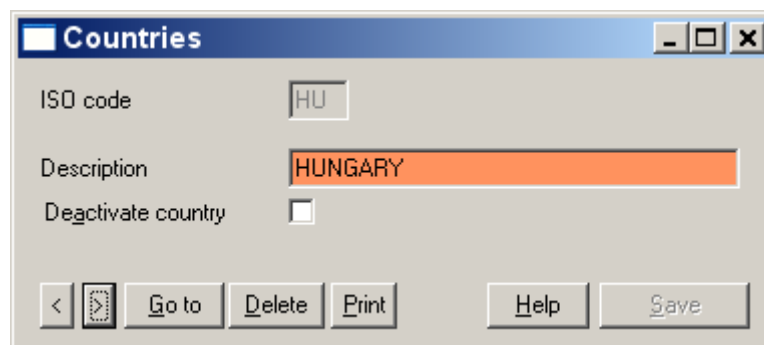 Countries
ISO code HU
Description HUNGARY
Deactivate country
< > Go to Delete Print Help Save